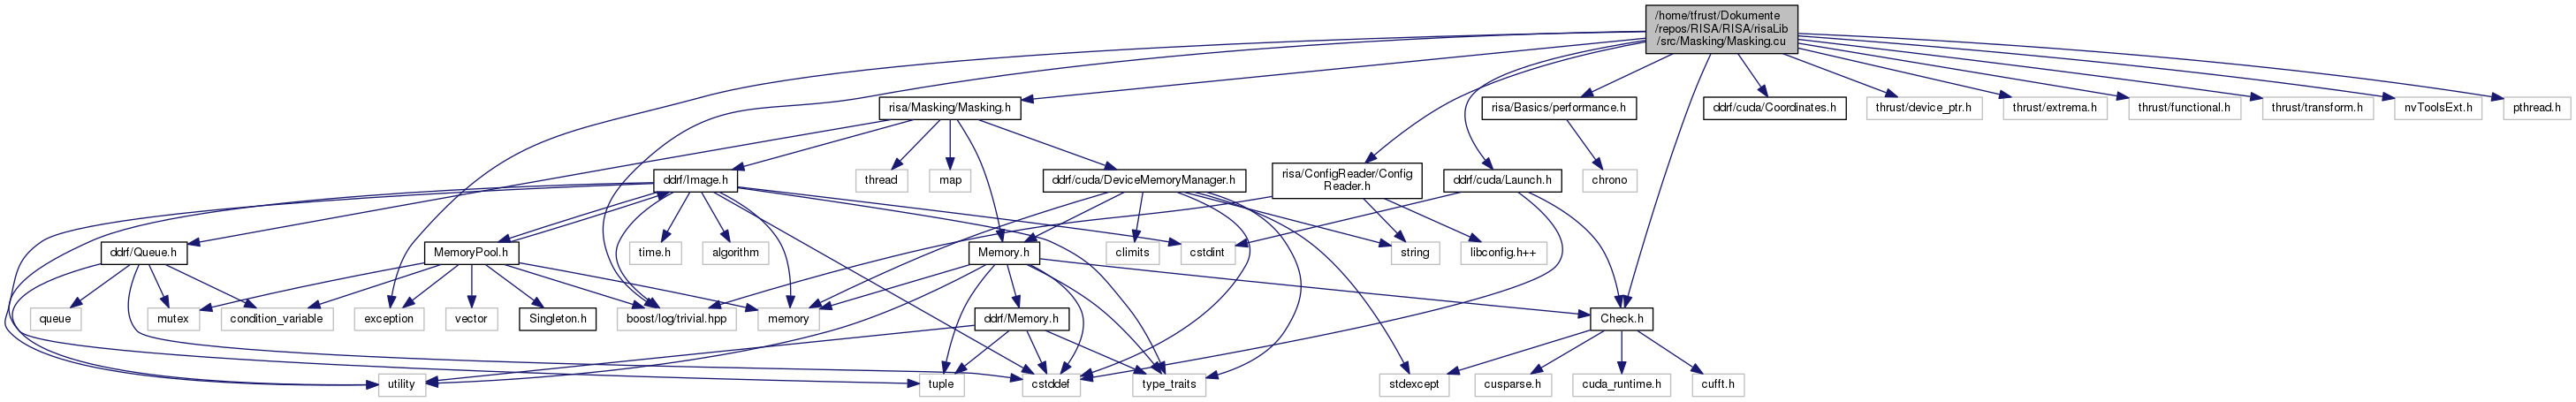 /home/tfrust/Dokumente
/repos/RISA/RISA/risaLib
/src/Masking/Masking.cu
risa/Masking/Masking.h
risa/Basics/performance.h
ddrf/cuda/Coordinates.h
thrust/device_ptr.h
thrust/extrema.h
thrust/functional.h
thrust/transform.h
nvToolsExt.h
pthread.h
ddrf/Image.h
thread
map
ddrf/cuda/DeviceMemoryManager.h
risa/ConfigReader/Config
Reader.h
ddrf/cuda/Launch.h
chrono
ddrf/Queue.h
MemoryPool.h
time.h
algorithm
Memory.h
climits
cstdint
string
libconfig.h++
queue
mutex
condition_variable
exception
vector
Singleton.h
boost/log/trivial.hpp
memory
ddrf/Memory.h
Check.h
utility
tuple
cstddef
type_traits
stdexcept
cusparse.h
cuda_runtime.h
cufft.h